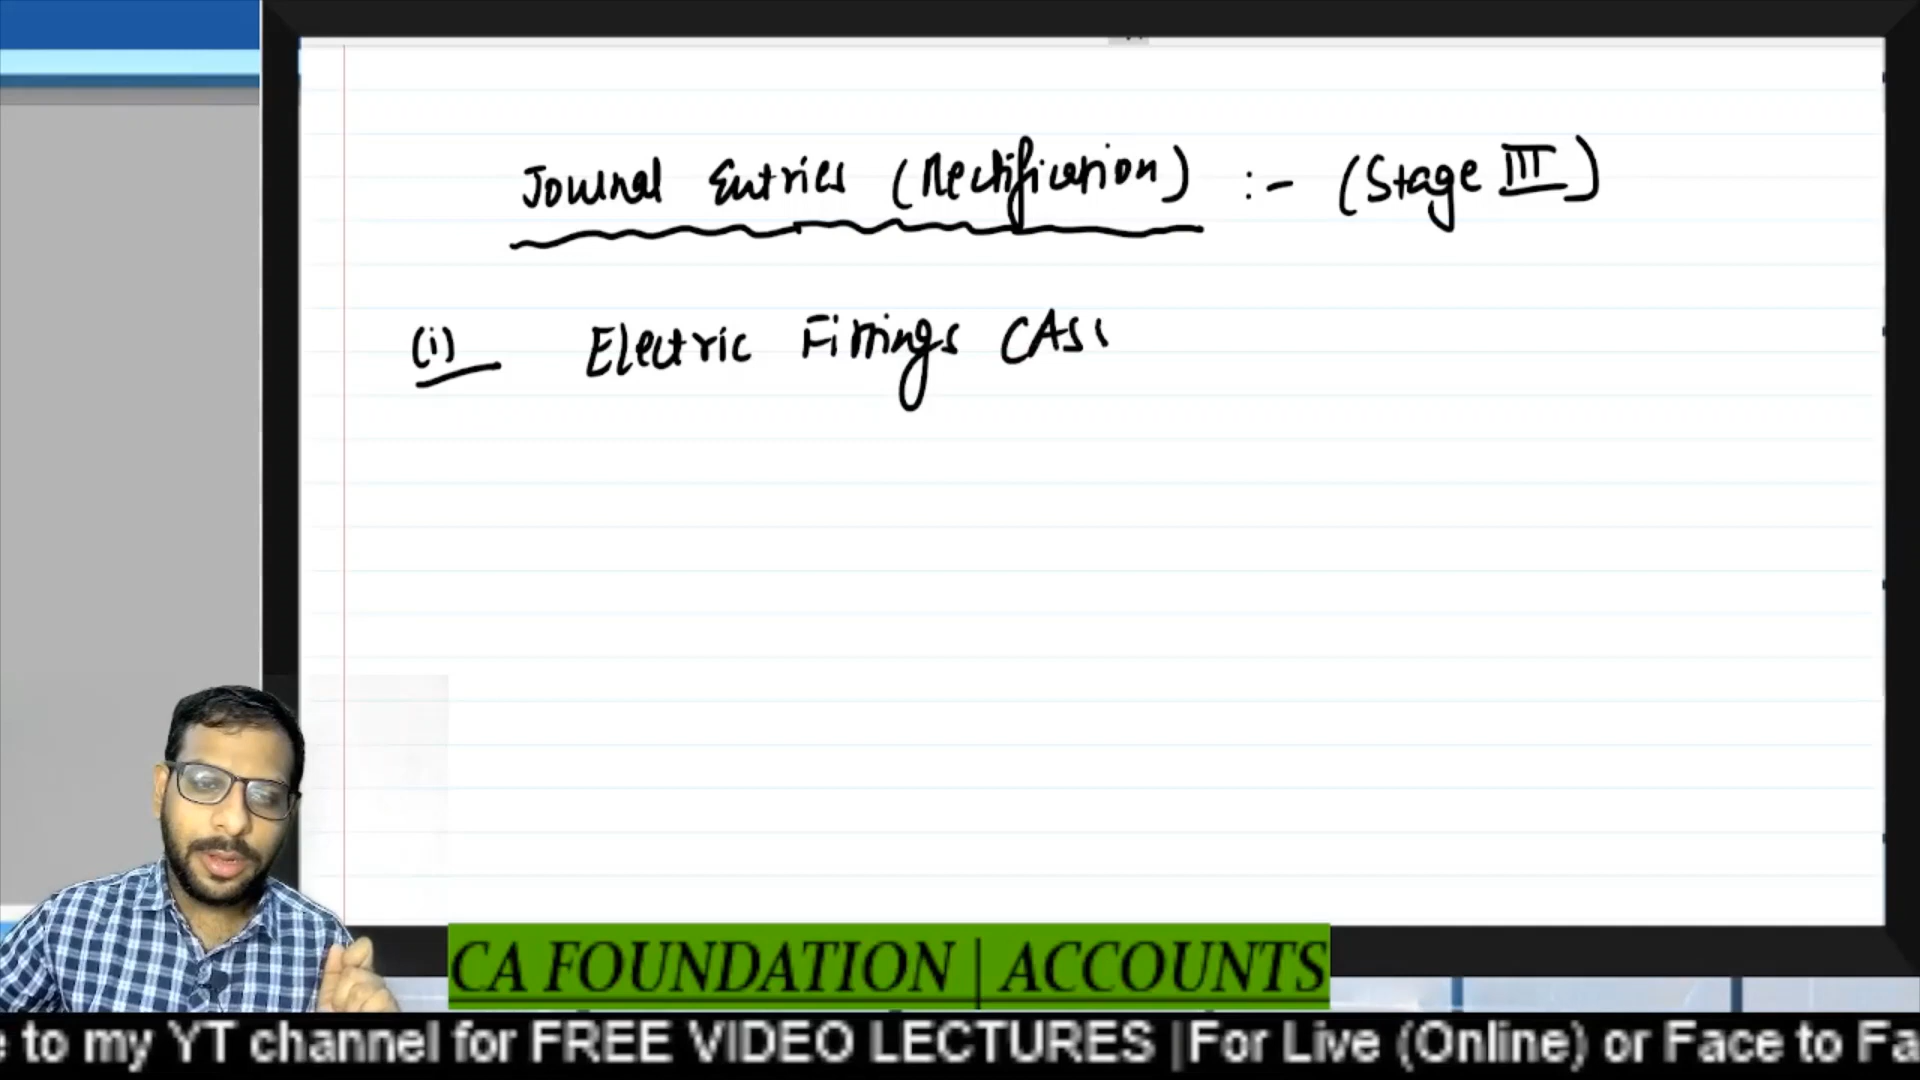 Journal Entries (Rectification) :- (Stage III)
(i) Electric Fittings CAS
CA FOUNDATION | ACCOUNTS
e to my YT channel for FREE VIDEO LECTURES |For Live (Online) or Face to Fa